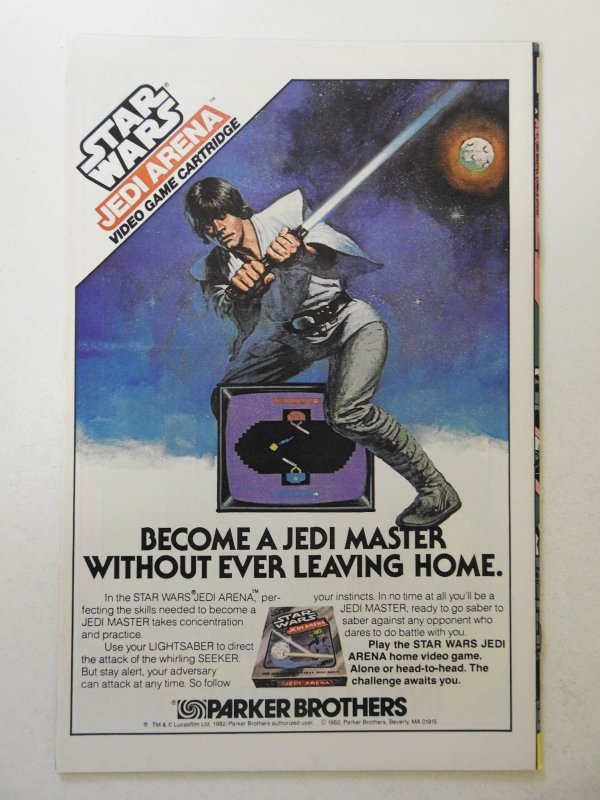 STAR
WARS®
JEDI ARENA™
VIDEO GAME CARTRIDGE
BECOME A JEDI MASTER
WITHOUT EVER LEAVING HOME.
In the STAR WARS® JEDI ARENA,™ per-
fecting the skills needed to become a
JEDI MASTER takes concentration
and practice.
Use your LIGHTSABER to direct
the attack of the whirling SEEKER.
But stay alert, your adversary
can attack at any time. So follow
your instincts. In no time at all you'll be a
JEDI MASTER, ready to go saber to
saber against any opponent who
dares to do battle with you.
Play the STAR WARS JEDI
ARENA home video game.
Alone or head-to-head. The
challenge awaits you.
STAR
WARS
JEDI ARENA
JEDI ARENA
PARKER BROTHERS
® TM & © Lucasfilm Ltd. 1982 Parker Brothers authorized user. © 1982, Parker Brothers, Beverly, MA 01915